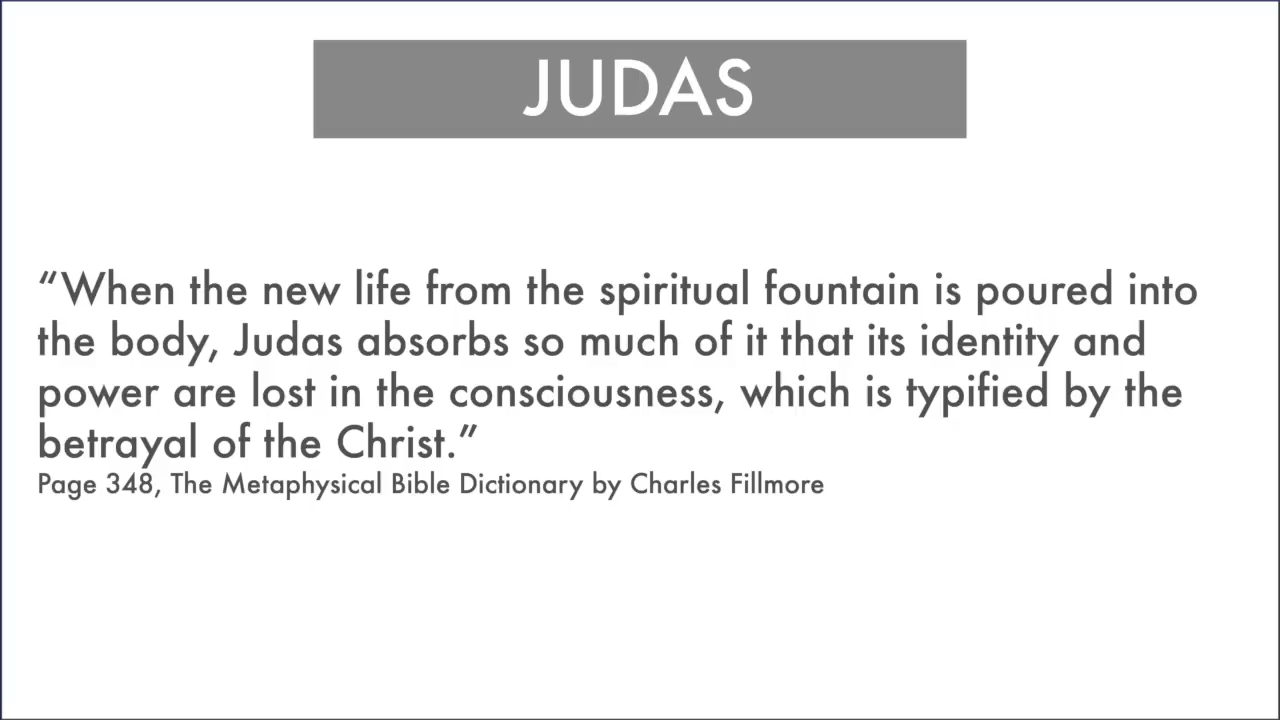 JUDAS
“When the new life from the spiritual fountain is poured into
the body, Judas absorbs so much of it that its identity and
power are lost in the consciousness, which is typified by the
betrayal of the Christ.”
Page 348, The Metaphysical Bible Dictionary by Charles Fillmore